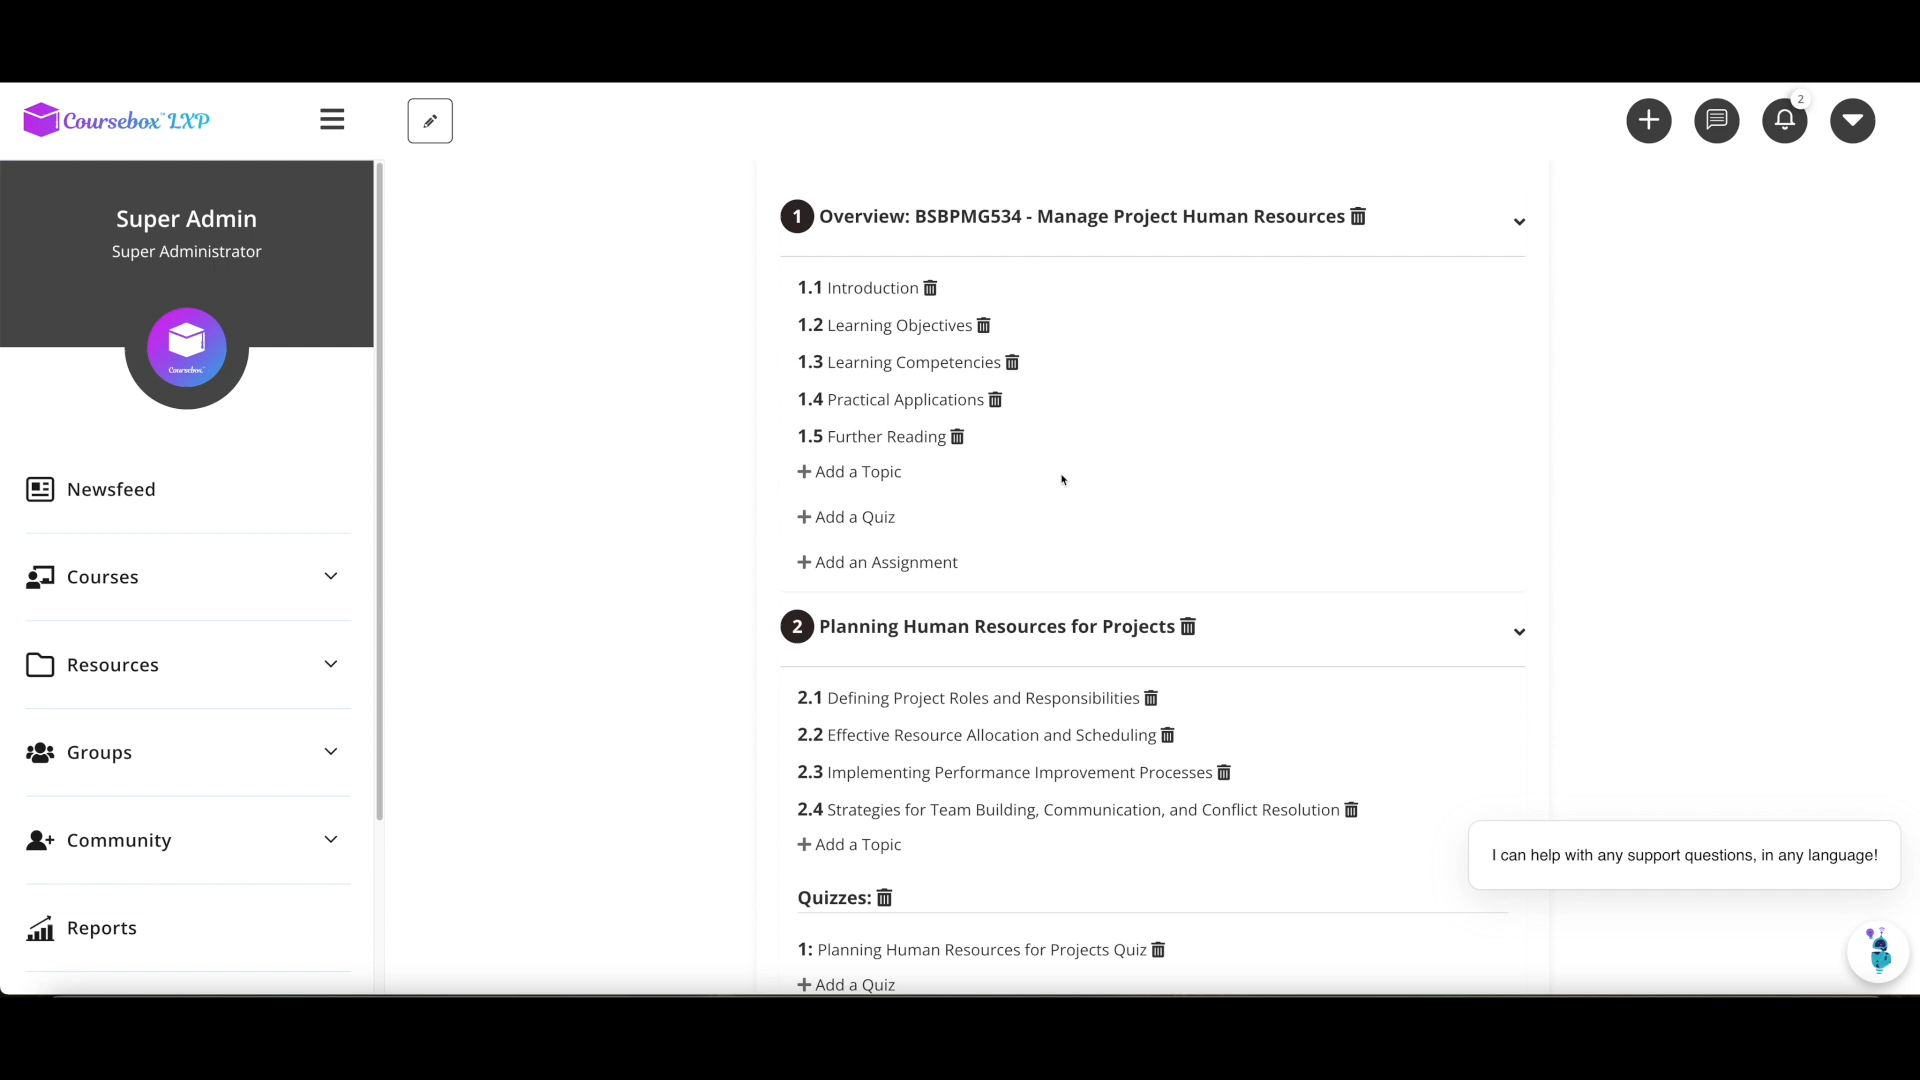 Coursebox™ LXP
2
Super Admin
Super Administrator
Coursebox™
Newsfeed
Courses
Resources
Groups
Community
Reports
1 Overview: BSBPMG534 - Manage Project Human Resources
1.1 Introduction
1.2 Learning Objectives
1.3 Learning Competencies
1.4 Practical Applications
1.5 Further Reading
+ Add a Topic
+ Add a Quiz
+ Add an Assignment
2 Planning Human Resources for Projects
2.1 Defining Project Roles and Responsibilities
2.2 Effective Resource Allocation and Scheduling
2.3 Implementing Performance Improvement Processes
2.4 Strategies for Team Building, Communication, and Conflict Resolution
+ Add a Topic
Quizzes:
1: Planning Human Resources for Projects Quiz
+ Add a Quiz
I can help with any support questions, in any language!